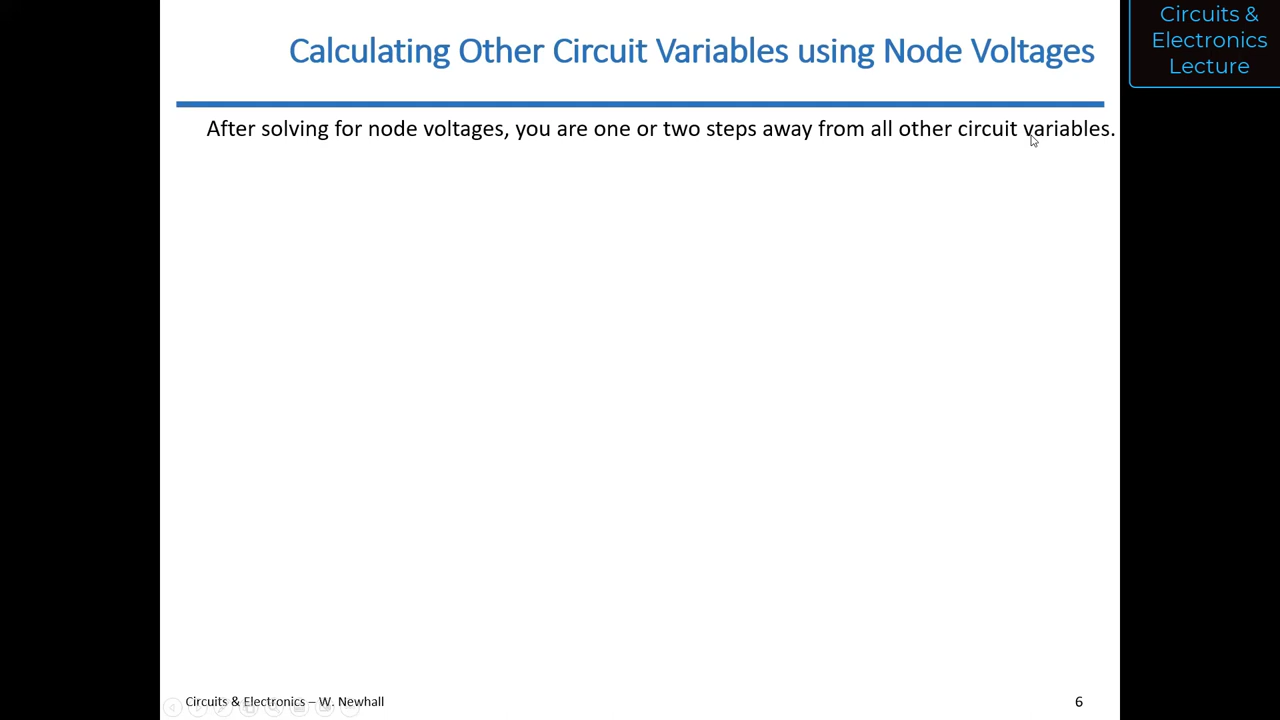 Circuits &
Electronics
Lecture
Calculating Other Circuit Variables using Node Voltages
After solving for node voltages, you are one or two steps away from all other circuit variables.
Circuits & Electronics – W. Newhall
6